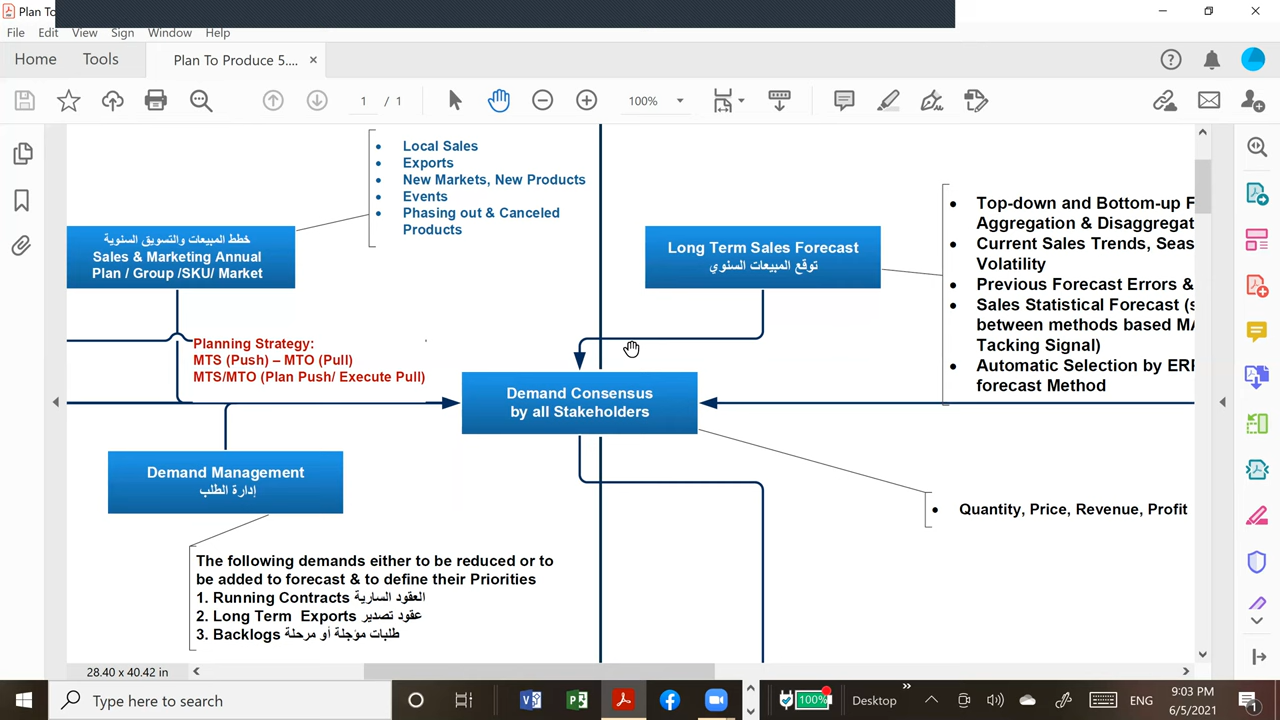 Plan To
File Edit View Sign Window Help
Home Tools Plan To Produce 5....
1 / 1 100%
Local Sales
Exports
New Markets, New Products
Events
Phasing out & Canceled
Products
خطط المبيعات والتسويق السنوية
Sales & Marketing Annual
Plan / Group /SKU/ Market
Long Term Sales Forecast
توقع المبيعات السنوي
Top-down and Bottom-up F
Aggregation & Disaggregat
Current Sales Trends, Seas
Volatility
Previous Forecast Errors &
Sales Statistical Forecast (s
between methods based MA
Tacking Signal)
Automatic Selection by ERP
forecast Method
Planning Strategy:
MTS (Push) – MTO (Pull)
MTS/MTO (Plan Push/ Execute Pull)
Demand Consensus
by all Stakeholders
Demand Management
إدارة الطلب
Quantity, Price, Revenue, Profit
The following demands either to be reduced or to
be added to forecast & to define their Priorities
1. Running Contracts العقود السارية
2. Long Term Exports عقود تصدير
3. Backlogs طلبات مؤجلة أو مرحلة
28.40 x 40.42 in
Type here to search
100% Desktop ENG
9:03 PM
6/5/2021
1